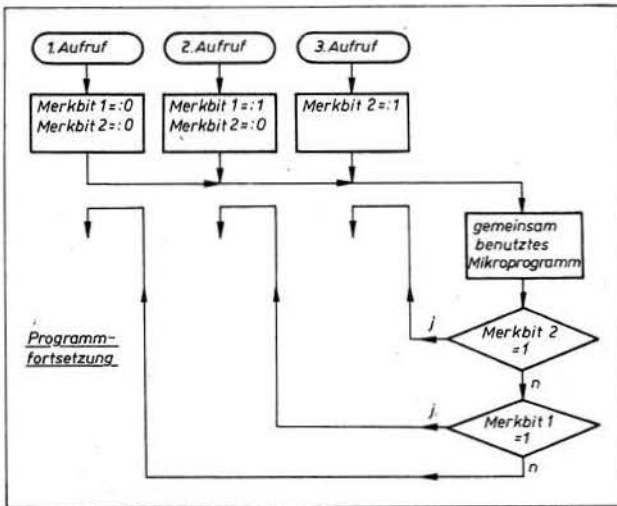 1. Aufruf
2. Aufruf
3. Aufruf
Merkbit 1=:0
Merkbit 2=:0
Merkbit 1=:1
Merkbit 2=:0
Merkbit 2=:1
gemeinsam
benutztes
Mikroprogramm
j
Merkbit 2
=1
n
Programm-
fortsetzung
j
Merkbit 1
=1
n